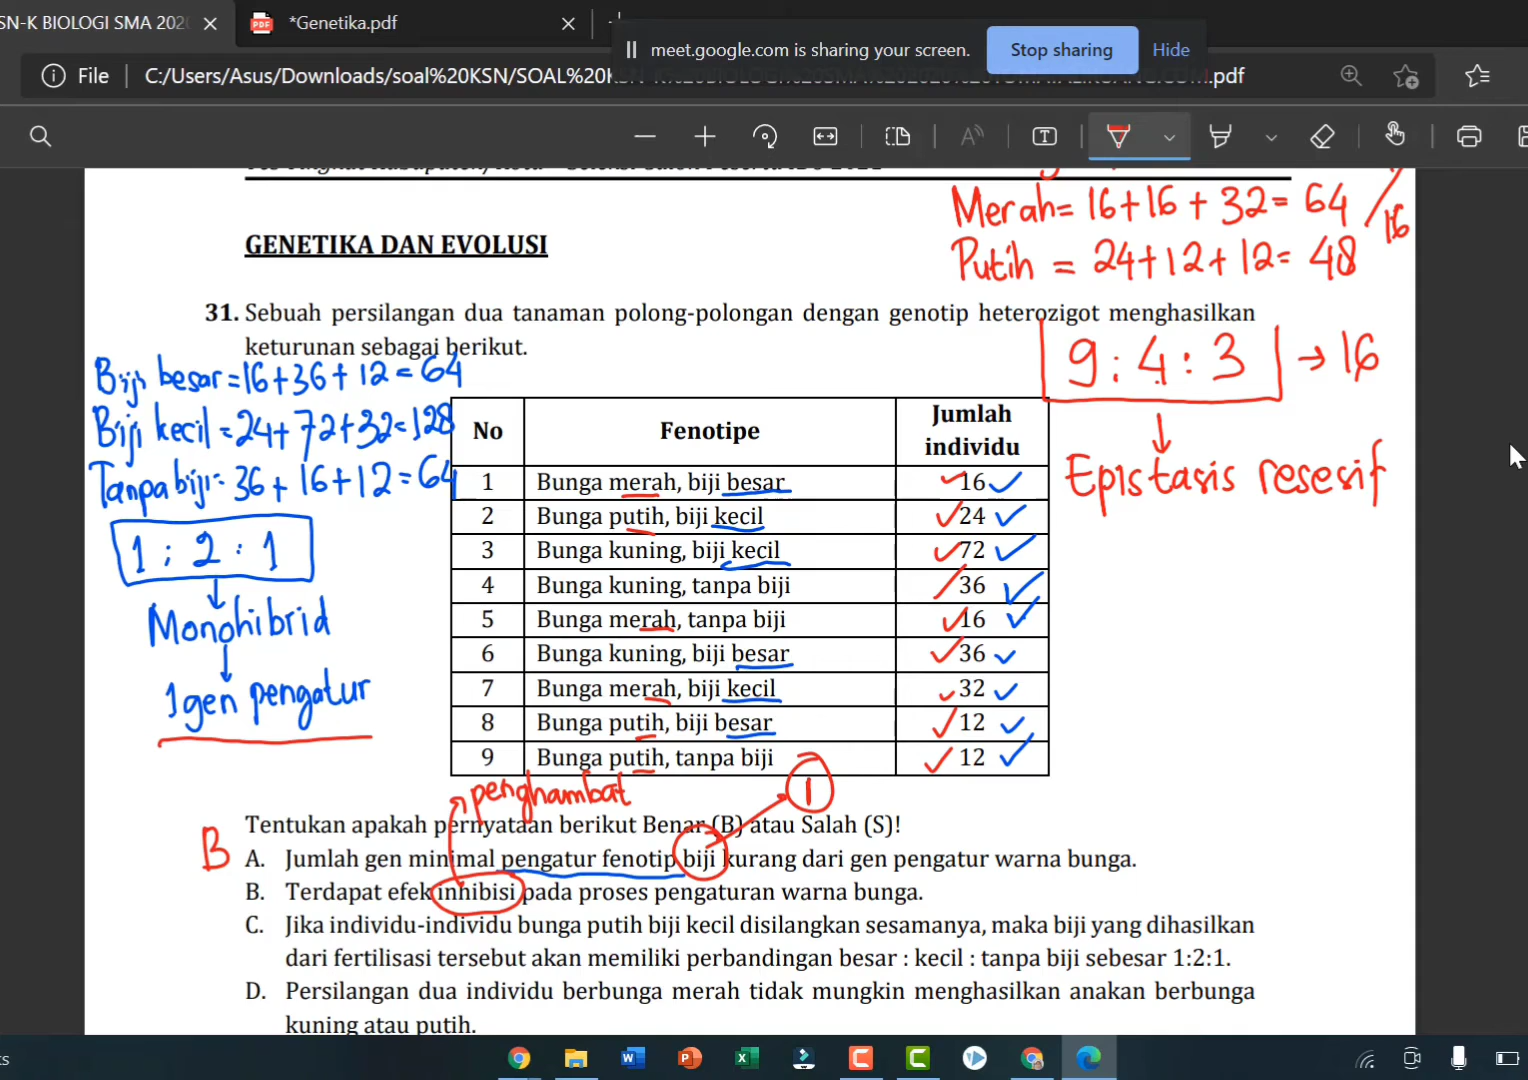 SN-K BIOLOGI SMA 202
*Genetika.pdf
meet.google.com is sharing your screen.
Stop sharing
Hide
File
C:/Users/Asus/Downloads/soal%20KSN/SOAL%20K
.pdf
Merah= 16+16 + 32= 64 / 16
Putih = 24+12+12= 48
GENETIKA DAN EVOLUSI
31. Sebuah persilangan dua tanaman polong-polongan dengan genotip heterozigot menghasilkan
keturunan sebagai berikut.
9 : 4 : 3 → 16
Epistasis resesif
Biji besar =16+36+12=64
Biji kecil =24+72+32=128
Tanpa biji= 36+16+12=64
1 : 2 : 1
Monohibrid
1 gen pengatur
No Fenotipe Jumlah individu
1 Bunga merah, biji besar 16
2 Bunga putih, biji kecil 24
3 Bunga kuning, biji kecil 72
4 Bunga kuning, tanpa biji 36
5 Bunga merah, tanpa biji 16
6 Bunga kuning, biji besar 36
7 Bunga merah, biji kecil 32
8 Bunga putih, biji besar 12
9 Bunga putih, tanpa biji 12
penghambat
1
Tentukan apakah pernyataan berikut Benar (B) atau Salah (S)!
B A. Jumlah gen minimal pengatur fenotip biji kurang dari gen pengatur warna bunga.
B. Terdapat efek inhibisi pada proses pengaturan warna bunga.
C. Jika individu-individu bunga putih biji kecil disilangkan sesamanya, maka biji yang dihasilkan
dari fertilisasi tersebut akan memiliki perbandingan besar : kecil : tanpa biji sebesar 1:2:1.
D. Persilangan dua individu berbunga merah tidak mungkin menghasilkan anakan berbunga
kuning atau putih.